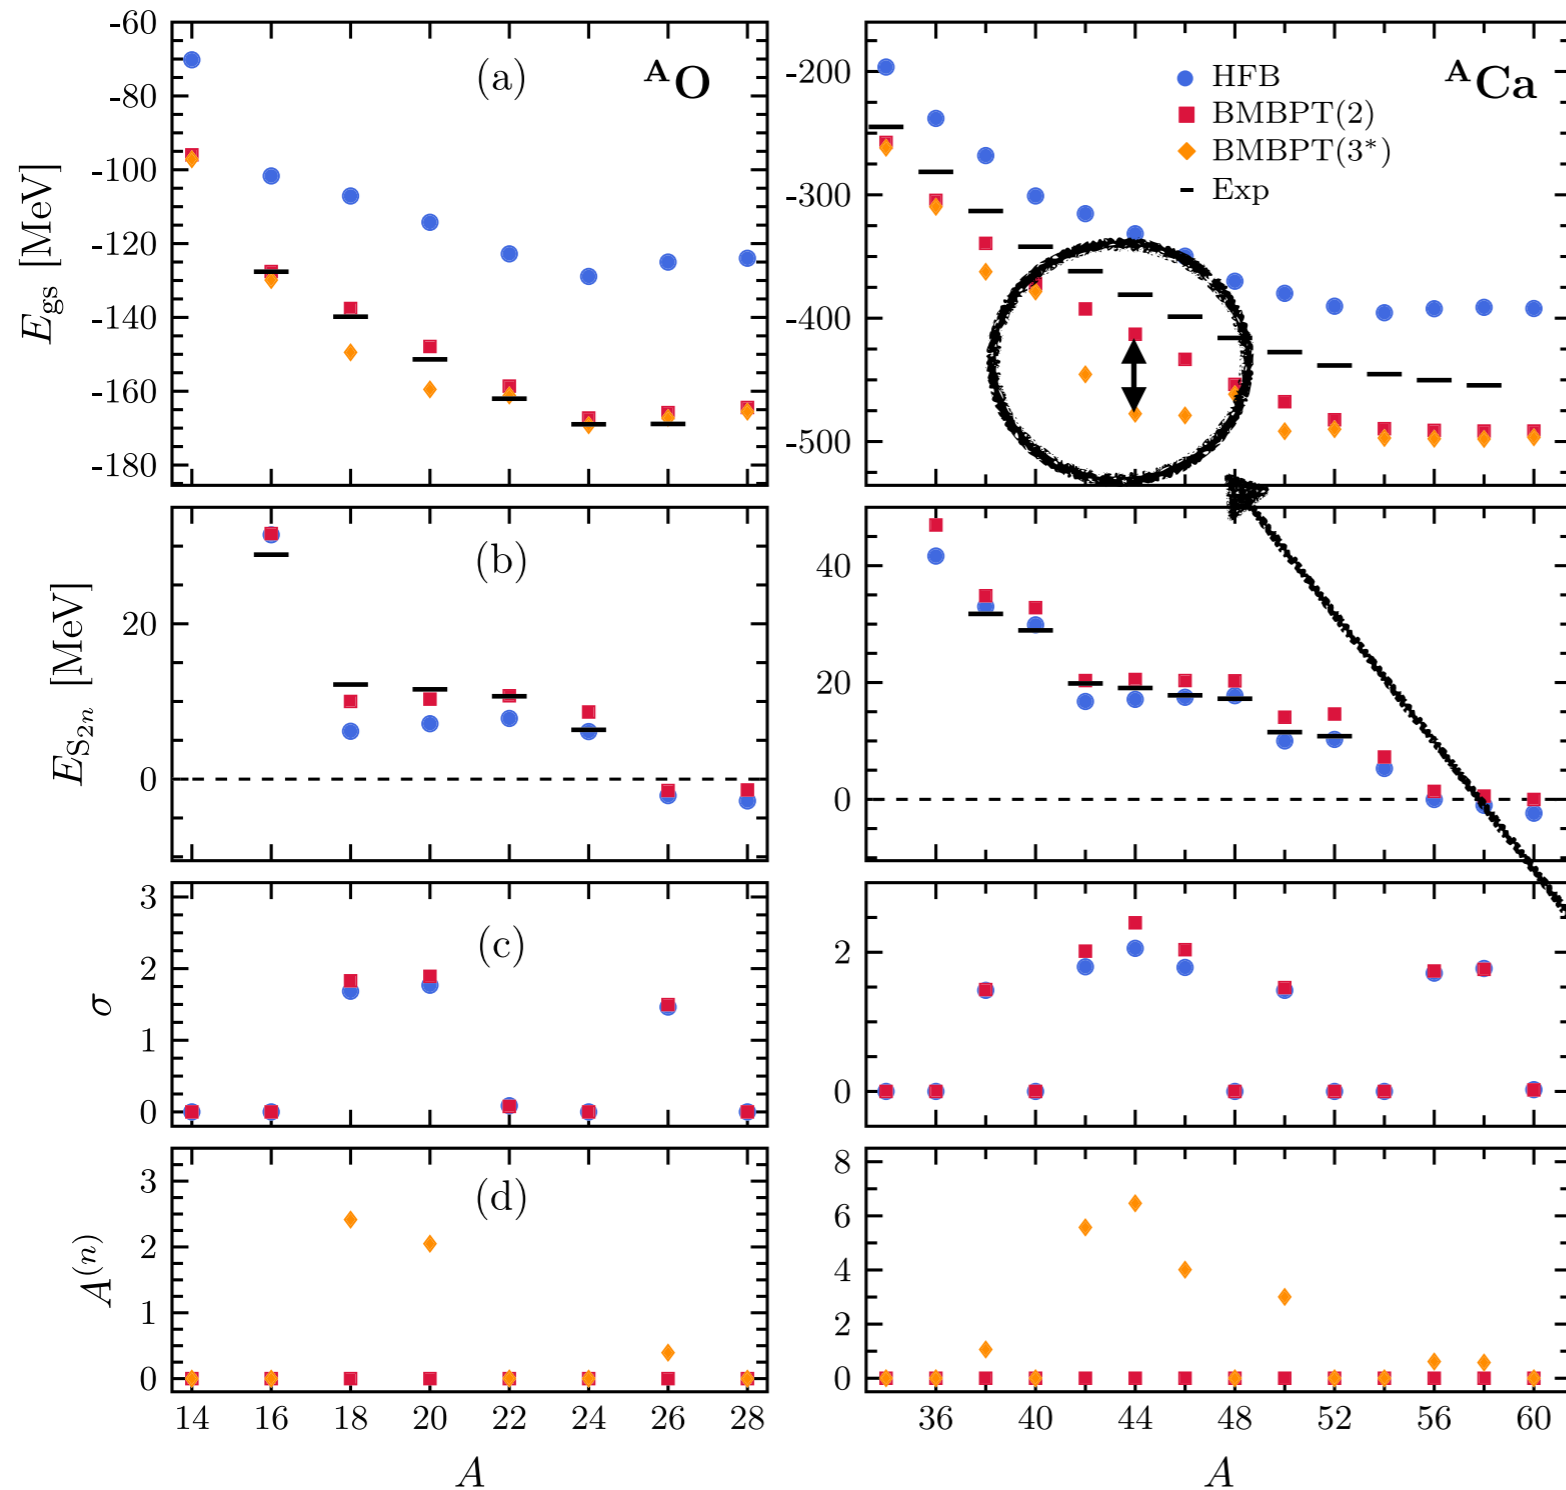 -60
-80
-100
-120
-140
-160
-180
E_gs [MeV]
(a)
ᴬO
-200
-300
-400
-500
HFB
BMBPT(2)
BMBPT(3*)
Exp
ᴬCa
20
0
E_S₂ₙ [MeV]
(b)
40
20
0
3
2
1
0
σ
(c)
2
0
3
2
1
0
A⁽ⁿ⁾
(d)
8
6
4
2
0
14 16 18 20 22 24 26 28
A
36 40 44 48 52 56 60
A